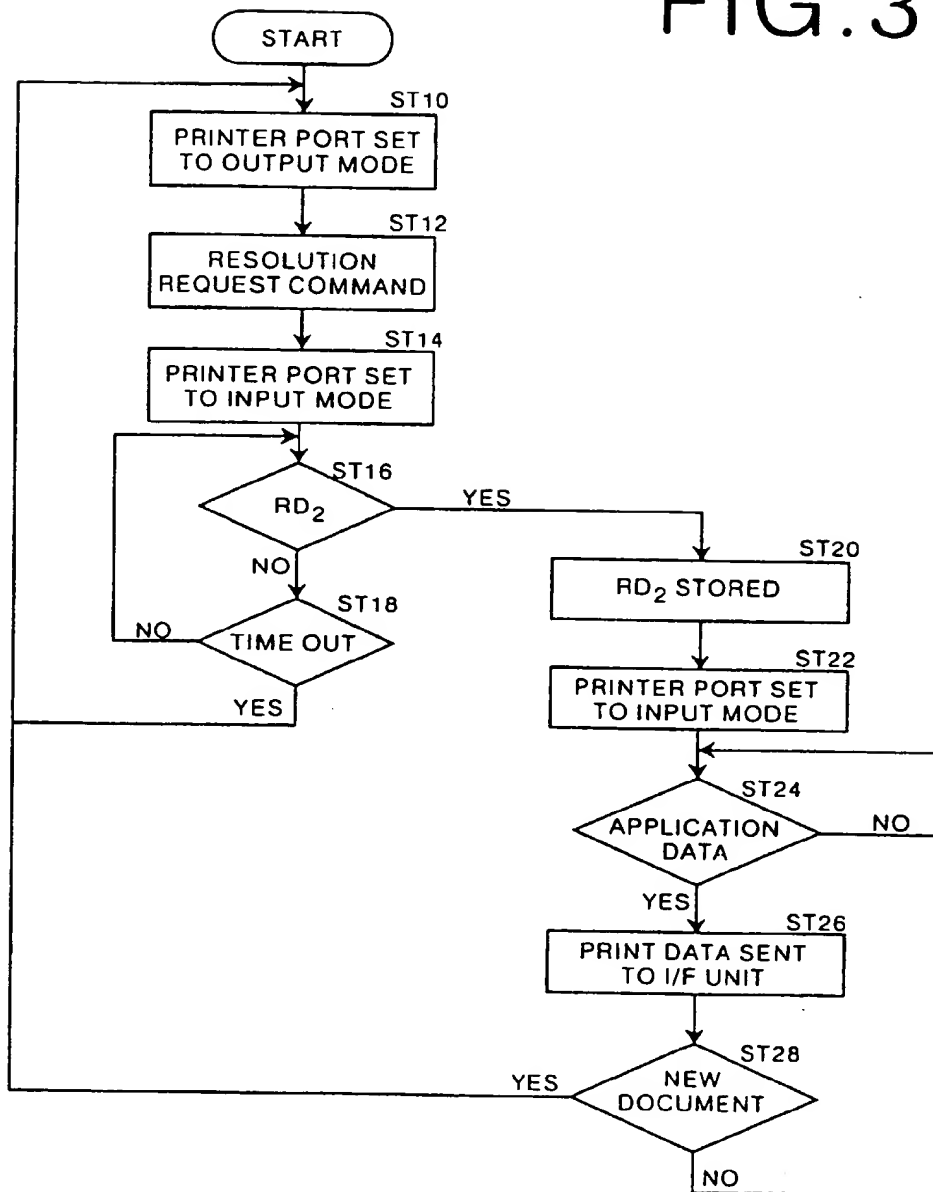 FIG.3
START
ST10
PRINTER PORT SET
TO OUTPUT MODE
ST12
RESOLUTION
REQUEST COMMAND
ST14
PRINTER PORT SET
TO INPUT MODE
ST16
RD2
YES
NO
ST18
TIME OUT
NO
YES
ST20
RD2 STORED
ST22
PRINTER PORT SET
TO INPUT MODE
ST24
APPLICATION
DATA
NO
YES
ST26
PRINT DATA SENT
TO I/F UNIT
ST28
NEW
DOCUMENT
YES
NO